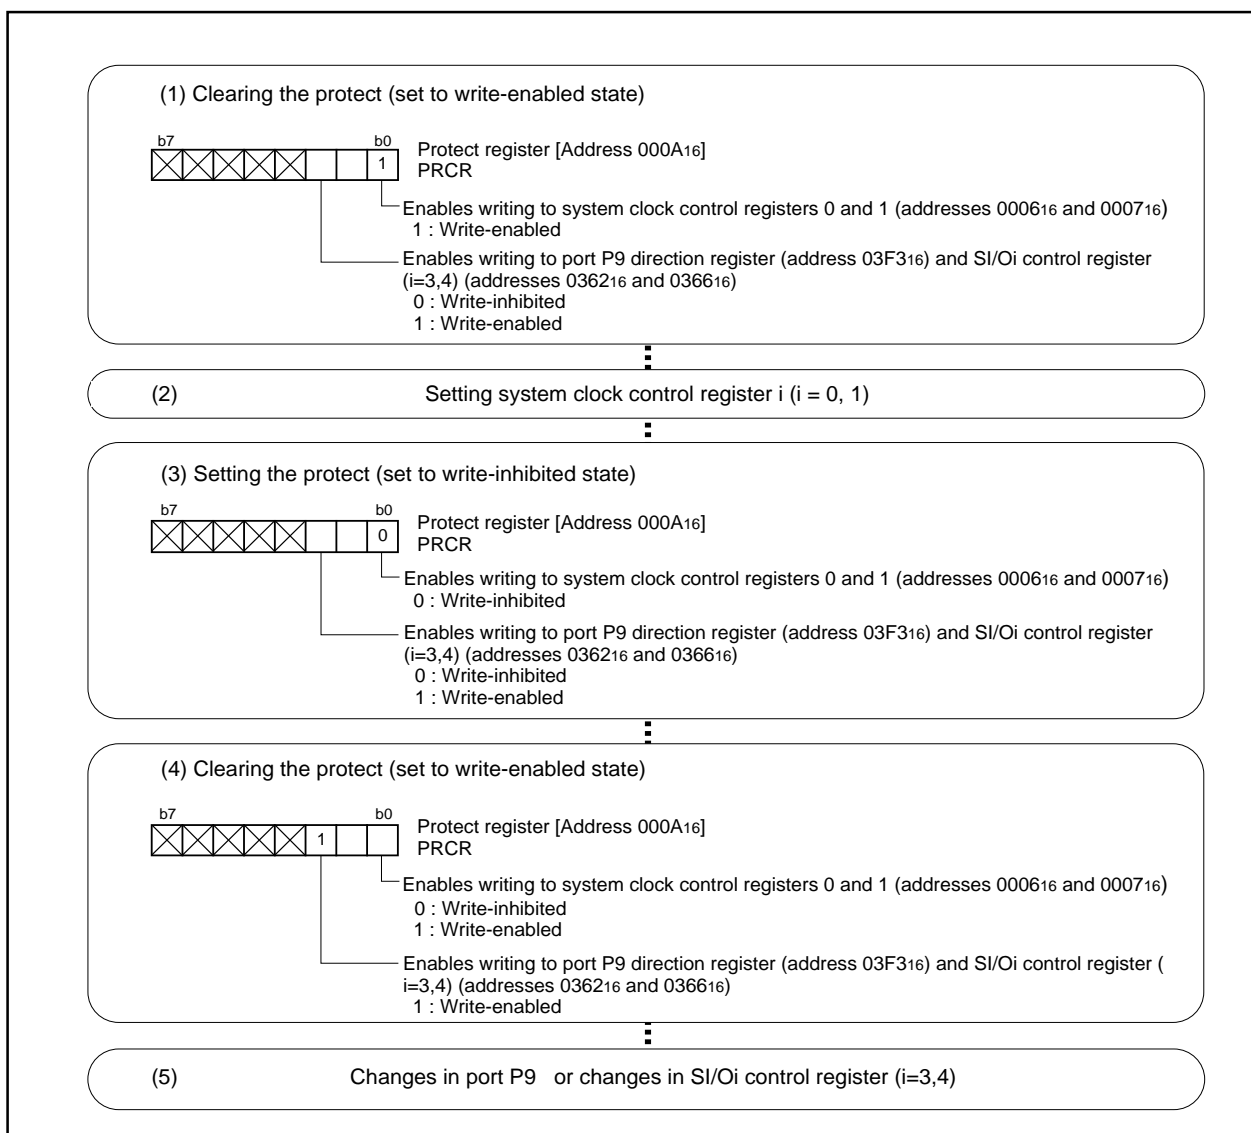 (1) Clearing the protect (set to write-enabled state)
b7 b0
1
Protect register [Address 000A16]
PRCR
Enables writing to system clock control registers 0 and 1 (addresses 000616 and 000716)
1 : Write-enabled
Enables writing to port P9 direction register (address 03F316) and SI/Oi control register
(i=3,4) (addresses 036216 and 036616)
0 : Write-inhibited
1 : Write-enabled
(2) Setting system clock control register i (i = 0, 1)
(3) Setting the protect (set to write-inhibited state)
b7 b0
0
Protect register [Address 000A16]
PRCR
Enables writing to system clock control registers 0 and 1 (addresses 000616 and 000716)
0 : Write-inhibited
Enables writing to port P9 direction register (address 03F316) and SI/Oi control register
(i=3,4) (addresses 036216 and 036616)
0 : Write-inhibited
1 : Write-enabled
(4) Clearing the protect (set to write-enabled state)
b7 b0
1
Protect register [Address 000A16]
PRCR
Enables writing to system clock control registers 0 and 1 (addresses 000616 and 000716)
0 : Write-inhibited
1 : Write-enabled
Enables writing to port P9 direction register (address 03F316) and SI/Oi control register (
i=3,4) (addresses 036216 and 036616)
1 : Write-enabled
(5) Changes in port P9 or changes in SI/Oi control register (i=3,4)